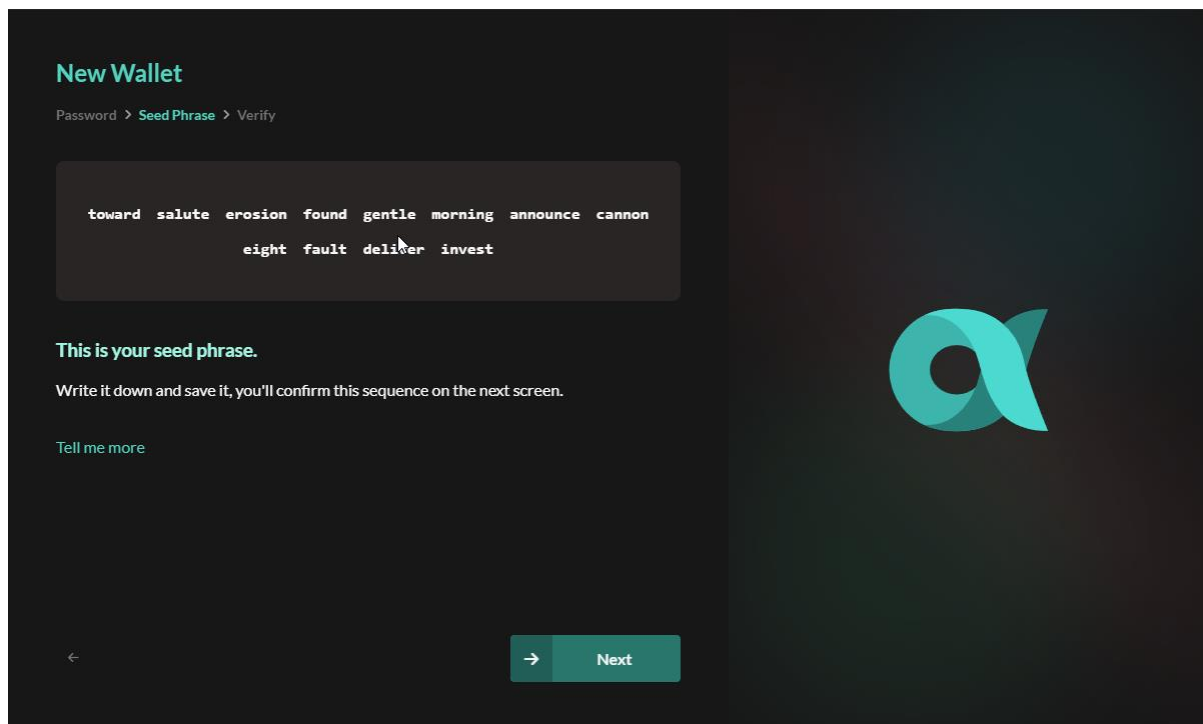 New Wallet
Password > Seed Phrase > Verify
toward salute erosion found gentle morning announce cannon
eight fault deliver invest
This is your seed phrase.
Write it down and save it, you'll confirm this sequence on the next screen.
Tell me more
Next